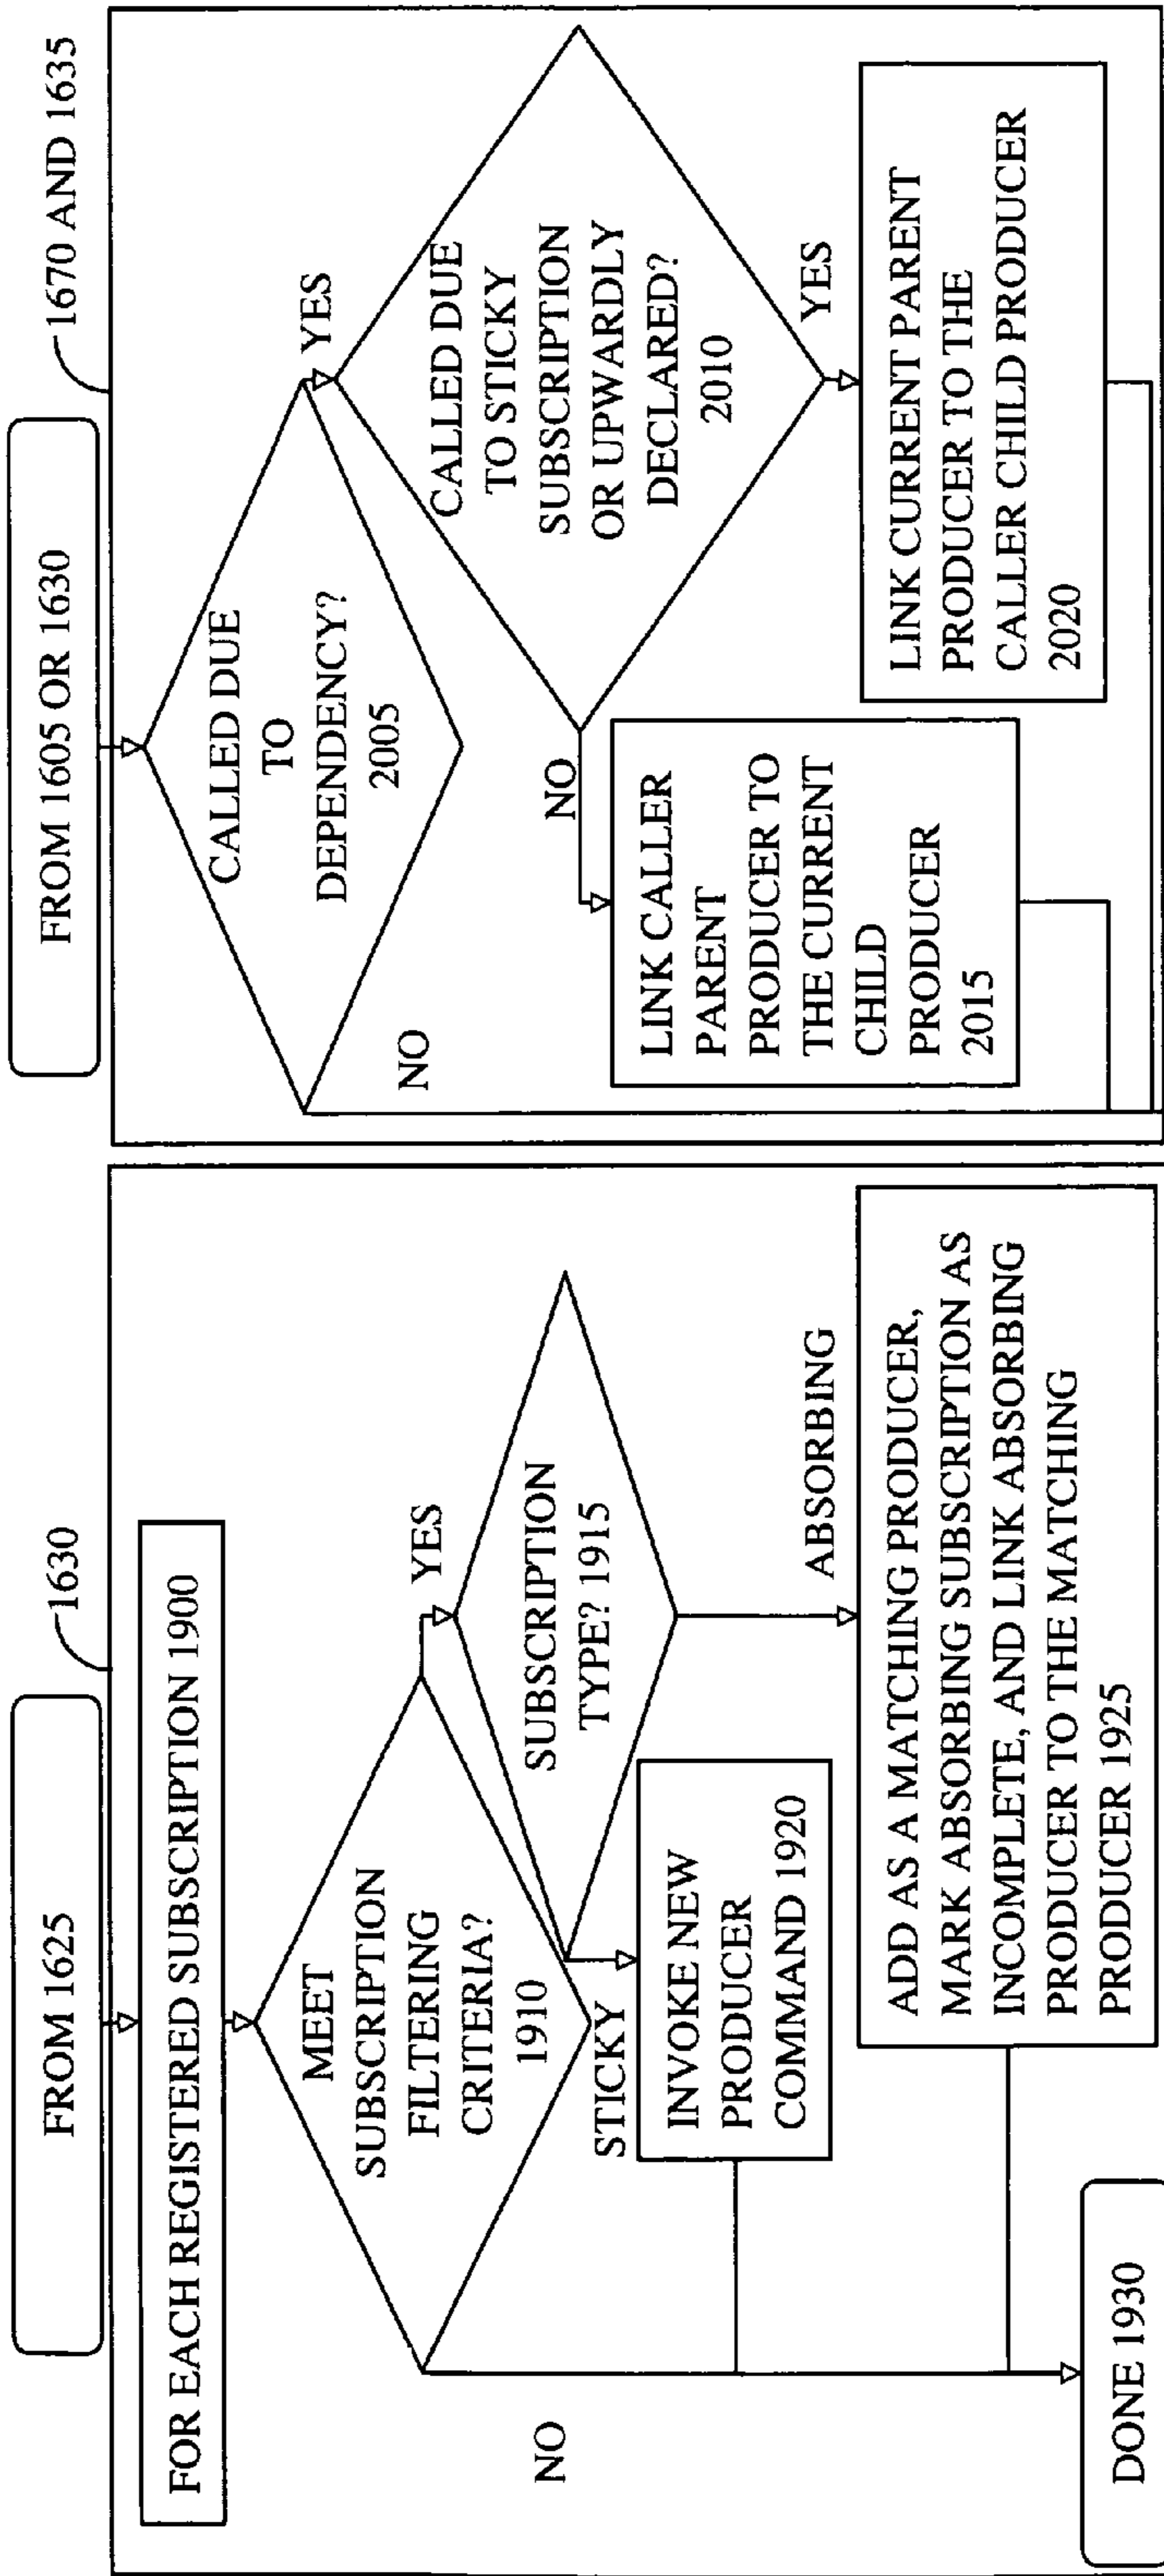 FROM 1625
1630
FOR EACH REGISTERED SUBSCRIPTION 1900
MEET
SUBSCRIPTION
FILTERING
CRITERIA?
1910
YES
NO
SUBSCRIPTION
TYPE? 1915
STICKY
ABSORBING
INVOKE NEW
PRODUCER
COMMAND 1920
ADD AS A MATCHING PRODUCER,
MARK ABSORBING SUBSCRIPTION AS
INCOMPLETE, AND LINK ABSORBING
PRODUCER TO THE MATCHING
PRODUCER 1925
DONE 1930
FROM 1605 OR 1630
1670 AND 1635
CALLED DUE
TO
DEPENDENCY?
2005
YES
NO
CALLED DUE
TO STICKY
SUBSCRIPTION
OR UPWARDLY
DECLARED?
2010
NO
YES
LINK CALLER
PARENT
PRODUCER TO
THE CURRENT
CHILD
PRODUCER
2015
LINK CURRENT PARENT
PRODUCER TO THE
CALLER CHILD PRODUCER
2020